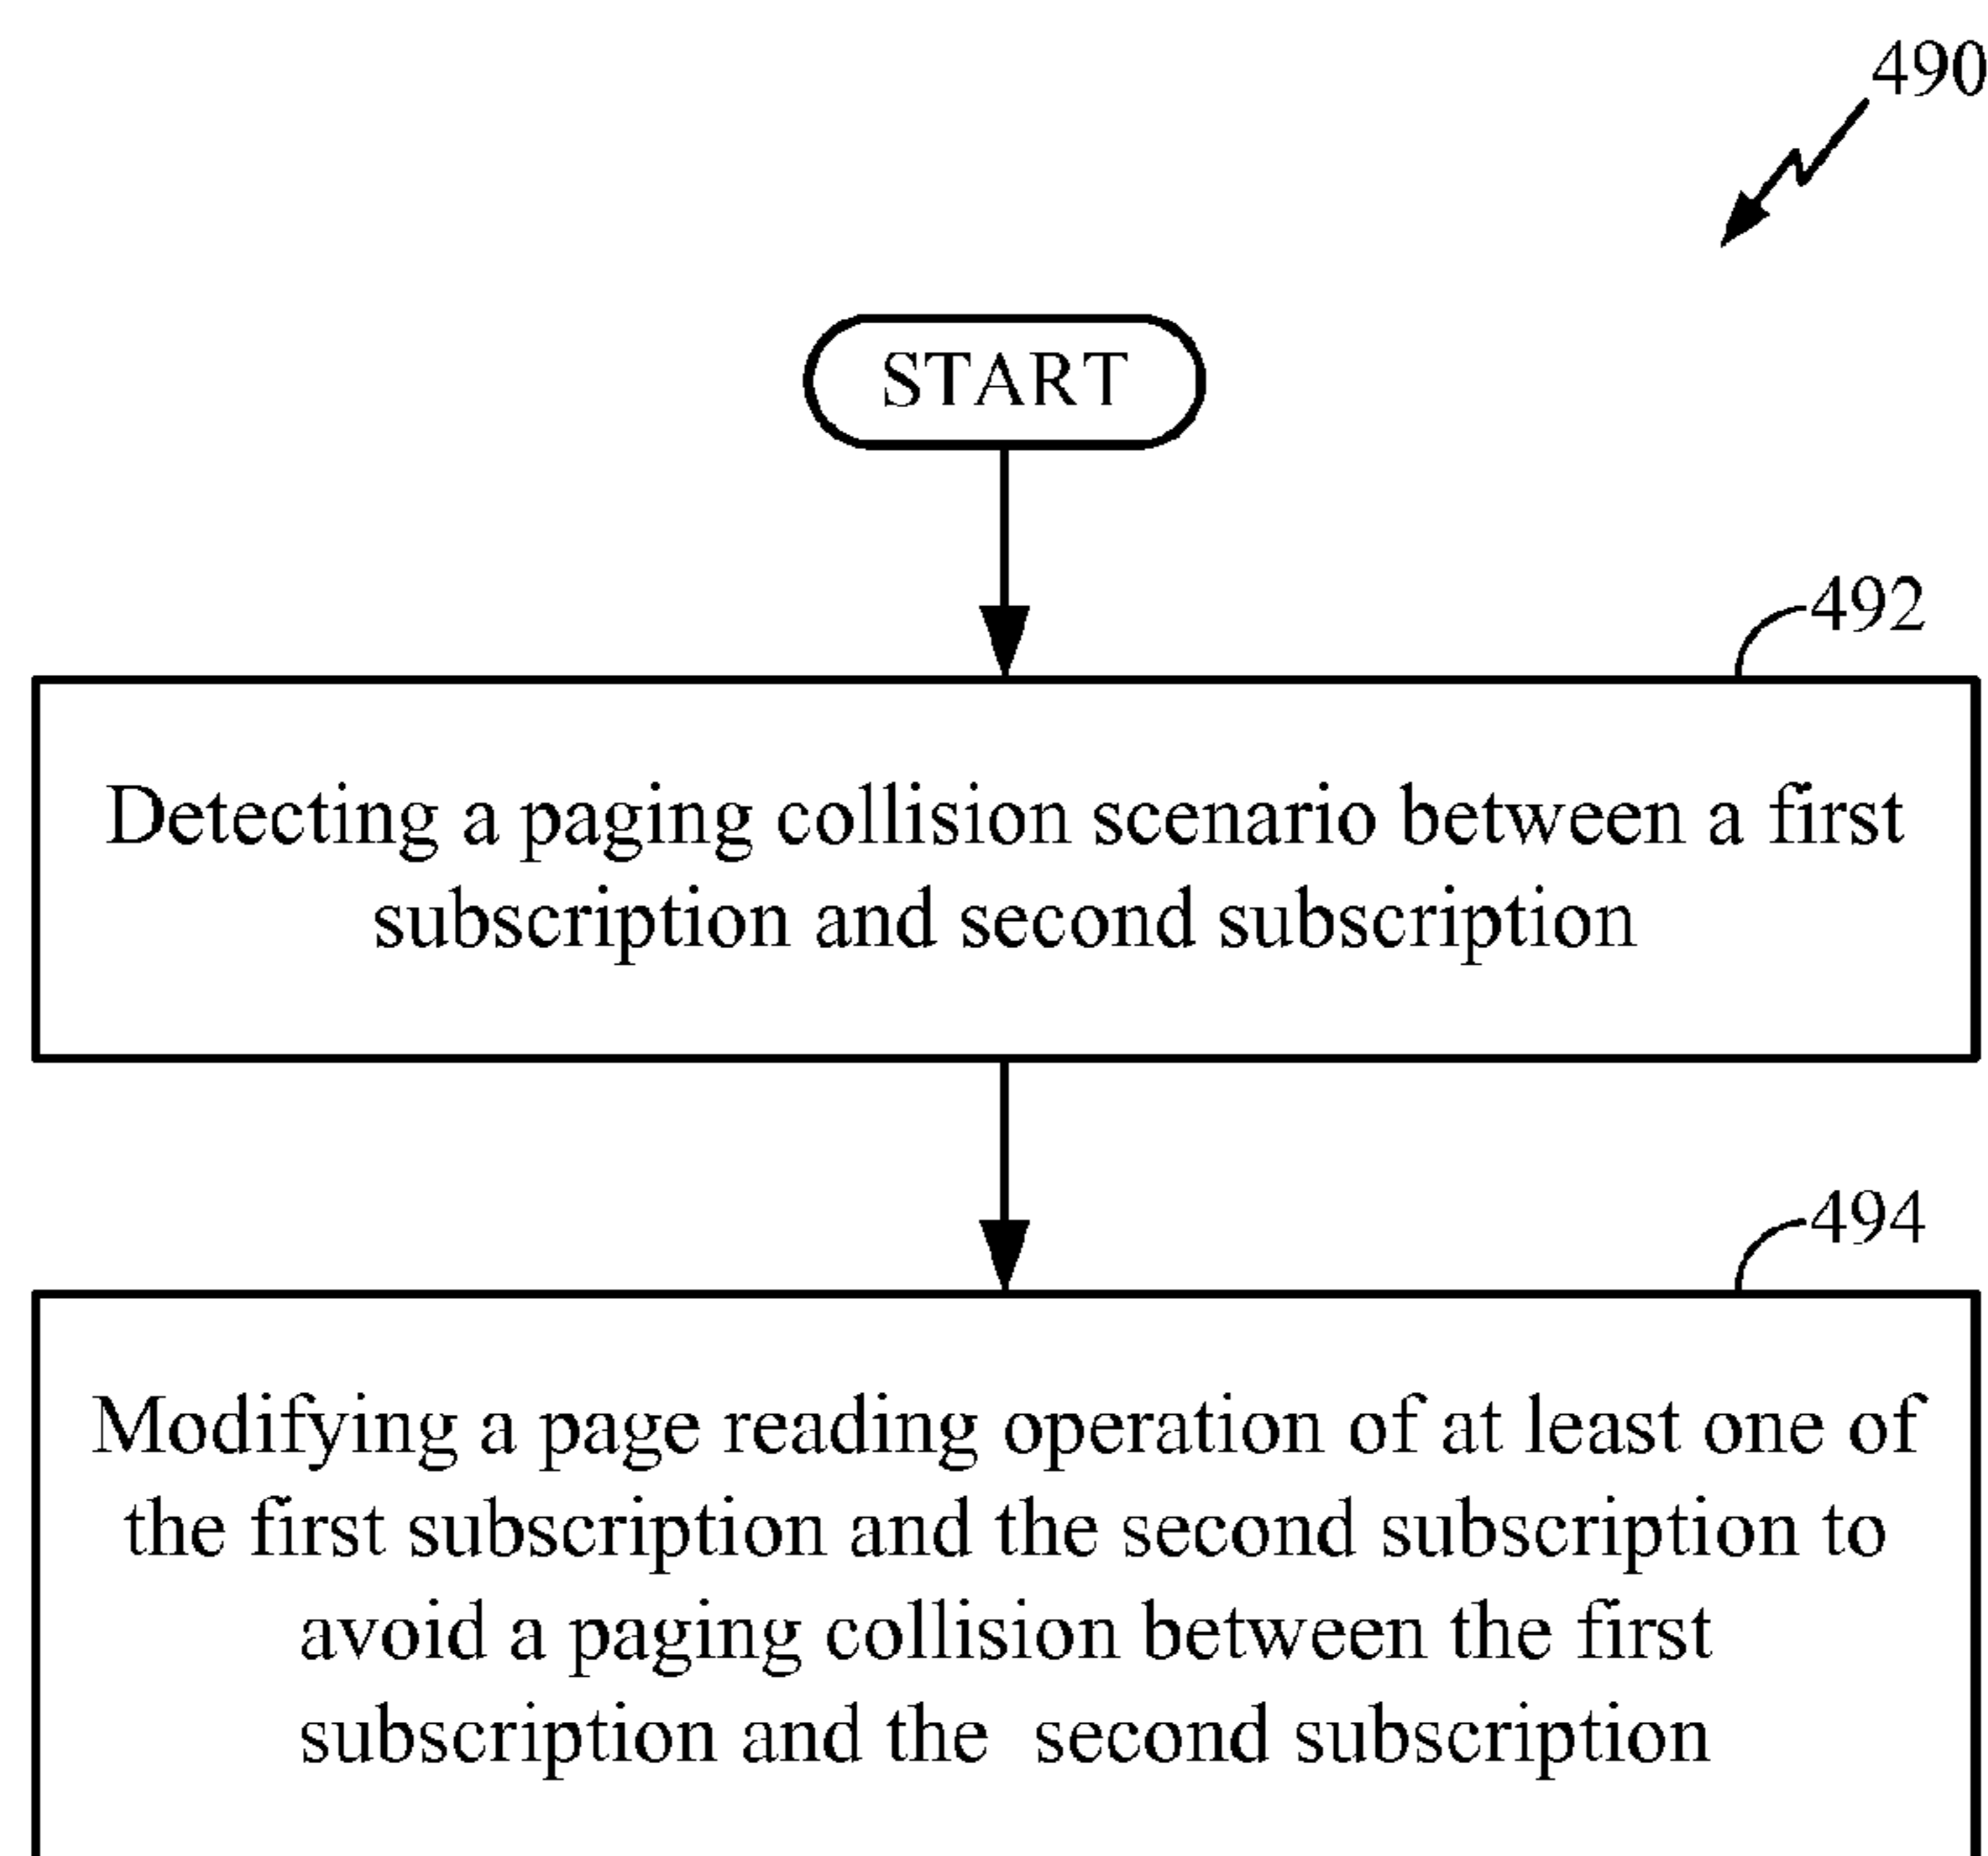 490
START
492
Detecting a paging collision scenario between a first
subscription and second subscription
494
Modifying a page reading operation of at least one of
the first subscription and the second subscription to
avoid a paging collision between the first
subscription and the second subscription